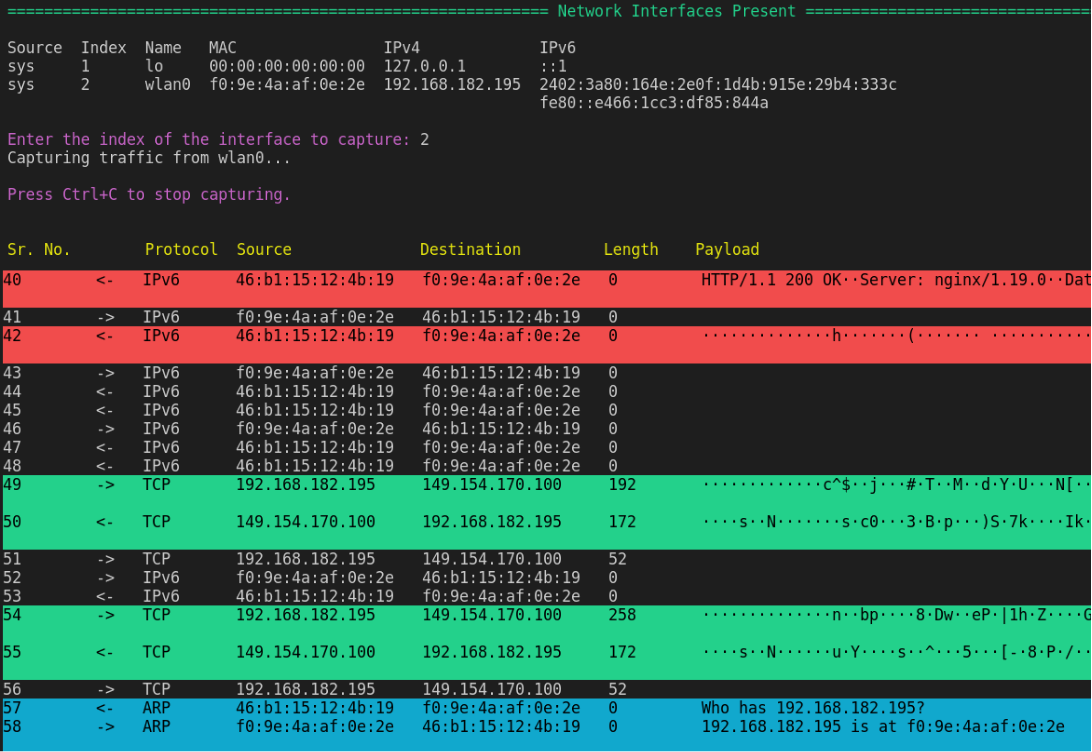 =========================================================== Network Interfaces Present ===============================
Source Index Name MAC IPv4 IPv6
sys 1 lo 00:00:00:00:00:00 127.0.0.1 ::1
sys 2 wlan0 f0:9e:4a:af:0e:2e 192.168.182.195 2402:3a80:164e:2e0f:1d4b:915e:29b4:333c
fe80::e466:1cc3:df85:844a
Enter the index of the interface to capture: 2
Capturing traffic from wlan0...
Press Ctrl+C to stop capturing.
Sr. No. Protocol Source Destination Length Payload
40 <- IPv6 46:b1:15:12:4b:19 f0:9e:4a:af:0e:2e 0 HTTP/1.1 200 OK··Server: nginx/1.19.0··Dat
41 -> IPv6 f0:9e:4a:af:0e:2e 46:b1:15:12:4b:19 0
42 <- IPv6 46:b1:15:12:4b:19 f0:9e:4a:af:0e:2e 0 ··············h·······(······· ···········
43 -> IPv6 f0:9e:4a:af:0e:2e 46:b1:15:12:4b:19 0
44 <- IPv6 46:b1:15:12:4b:19 f0:9e:4a:af:0e:2e 0
45 <- IPv6 46:b1:15:12:4b:19 f0:9e:4a:af:0e:2e 0
46 -> IPv6 f0:9e:4a:af:0e:2e 46:b1:15:12:4b:19 0
47 <- IPv6 46:b1:15:12:4b:19 f0:9e:4a:af:0e:2e 0
48 <- IPv6 46:b1:15:12:4b:19 f0:9e:4a:af:0e:2e 0
49 -> TCP 192.168.182.195 149.154.170.100 192 ·············c^$··j···#·T··M··d·Y·U···N[··
50 <- TCP 149.154.170.100 192.168.182.195 172 ····s··N·······s·c0···3·B·p···)S·7k····Ik·
51 -> TCP 192.168.182.195 149.154.170.100 52
52 -> IPv6 f0:9e:4a:af:0e:2e 46:b1:15:12:4b:19 0
53 <- IPv6 46:b1:15:12:4b:19 f0:9e:4a:af:0e:2e 0
54 -> TCP 192.168.182.195 149.154.170.100 258 ··············n··bp····8·Dw··eP·|1h·Z····G
55 <- TCP 149.154.170.100 192.168.182.195 172 ····s··N······u·Y····s··^···5···[-·8·P·/··
56 -> TCP 192.168.182.195 149.154.170.100 52
57 <- ARP 46:b1:15:12:4b:19 f0:9e:4a:af:0e:2e 0 Who has 192.168.182.195?
58 -> ARP f0:9e:4a:af:0e:2e 46:b1:15:12:4b:19 0 192.168.182.195 is at f0:9e:4a:af:0e:2e